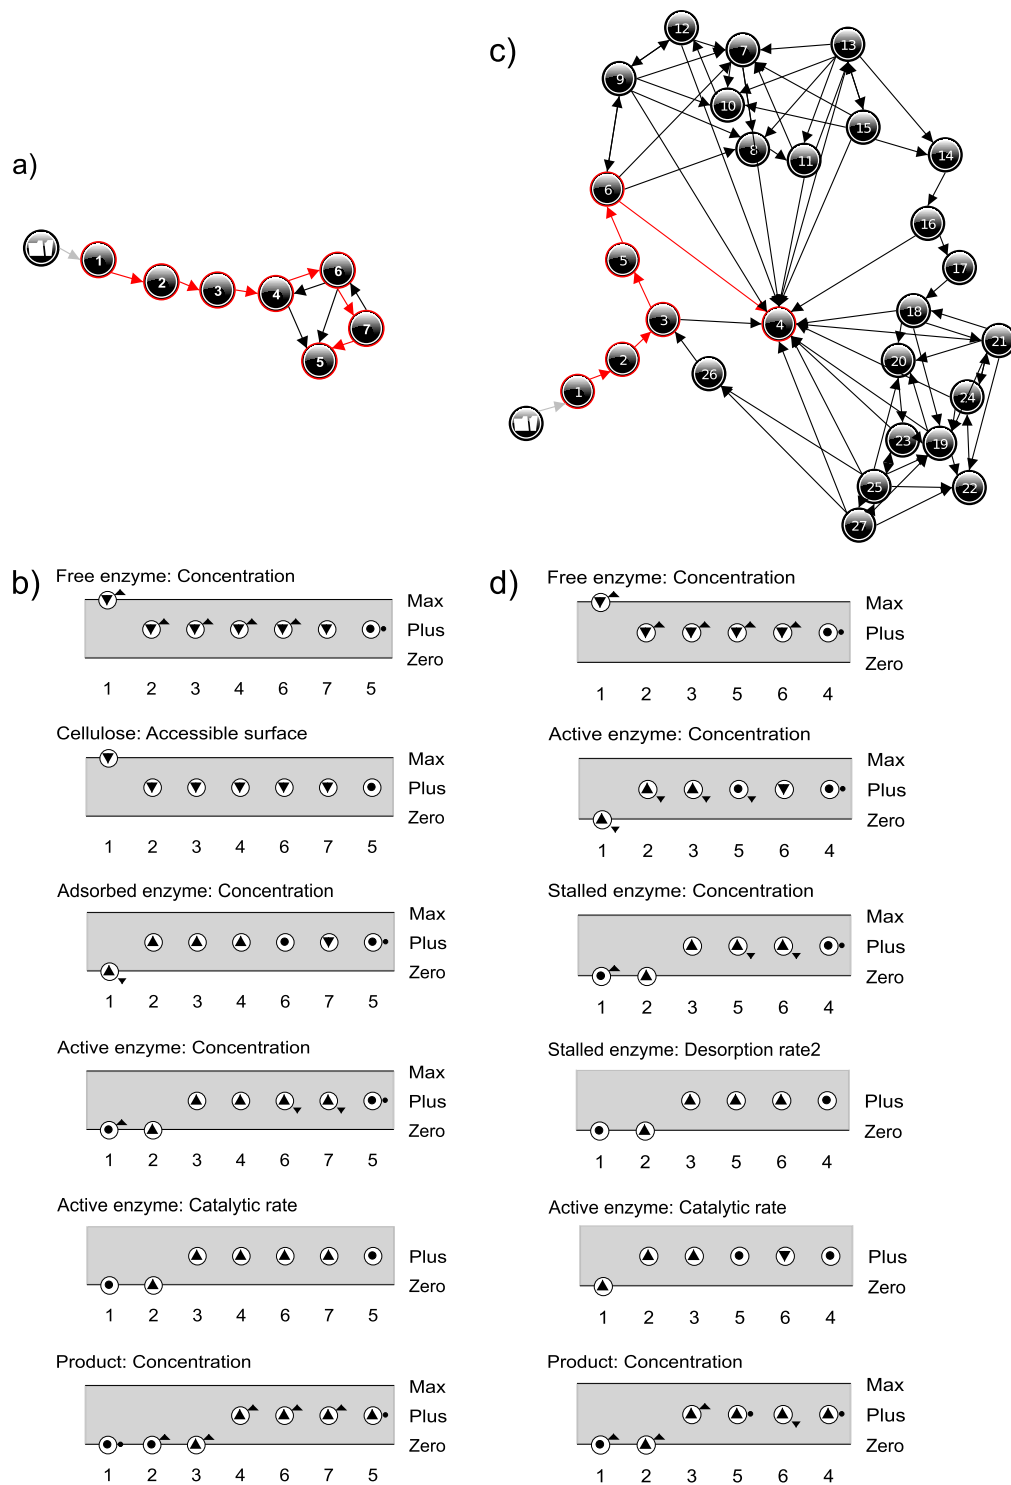 a)
1
2
3
4
6
7
5
c)
12
7
13
9
10
15
8
11
14
6
16
5
17
3
4
18
21
2
20
26
24
1
23
19
25
22
27
b)
Free enzyme: Concentration
Max
Plus
Zero
1 2 3 4 6 7 5
Cellulose: Accessible surface
Max
Plus
Zero
1 2 3 4 6 7 5
Adsorbed enzyme: Concentration
Max
Plus
Zero
1 2 3 4 6 7 5
Active enzyme: Concentration
Max
Plus
Zero
1 2 3 4 6 7 5
Active enzyme: Catalytic rate
Plus
Zero
1 2 3 4 6 7 5
Product: Concentration
Max
Plus
Zero
1 2 3 4 6 7 5
d)
Free enzyme: Concentration
Max
Plus
Zero
1 2 3 5 6 4
Active enzyme: Concentration
Max
Plus
Zero
1 2 3 5 6 4
Stalled enzyme: Concentration
Max
Plus
Zero
1 2 3 5 6 4
Stalled enzyme: Desorption rate2
Plus
Zero
1 2 3 5 6 4
Active enzyme: Catalytic rate
Plus
Zero
1 2 3 5 6 4
Product: Concentration
Max
Plus
Zero
1 2 3 5 6 4